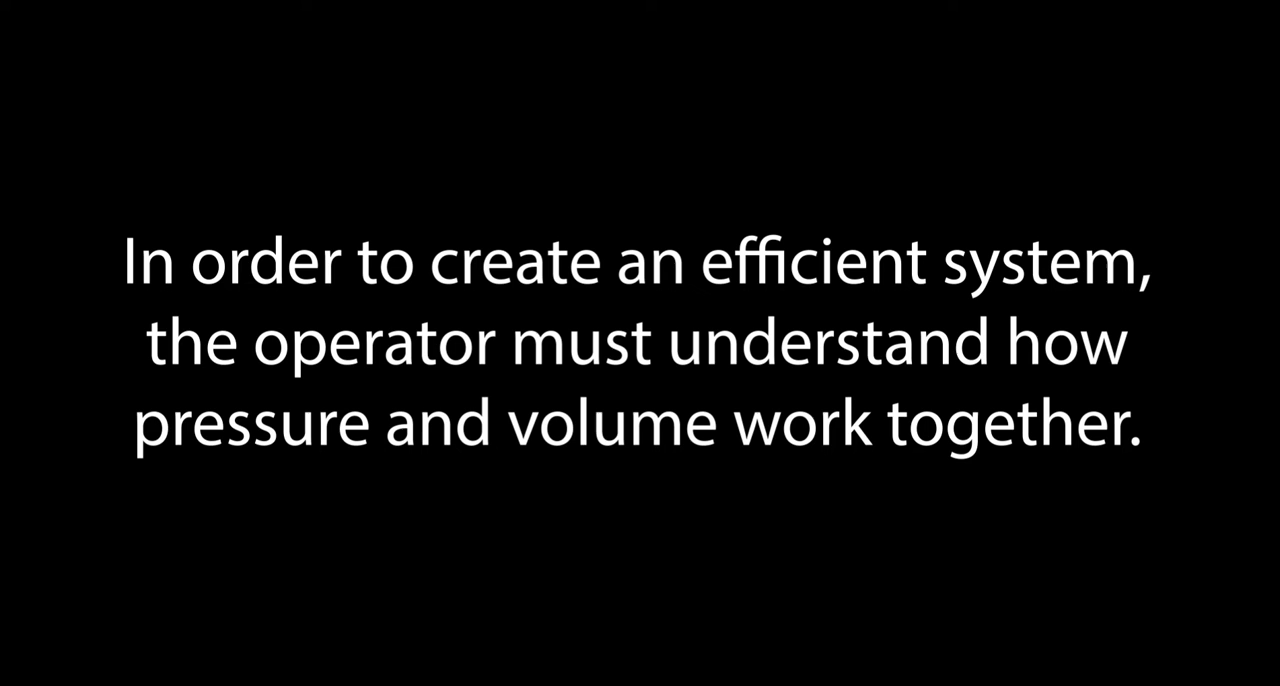 In order to create an efficient system,
the operator must understand how
pressure and volume work together.